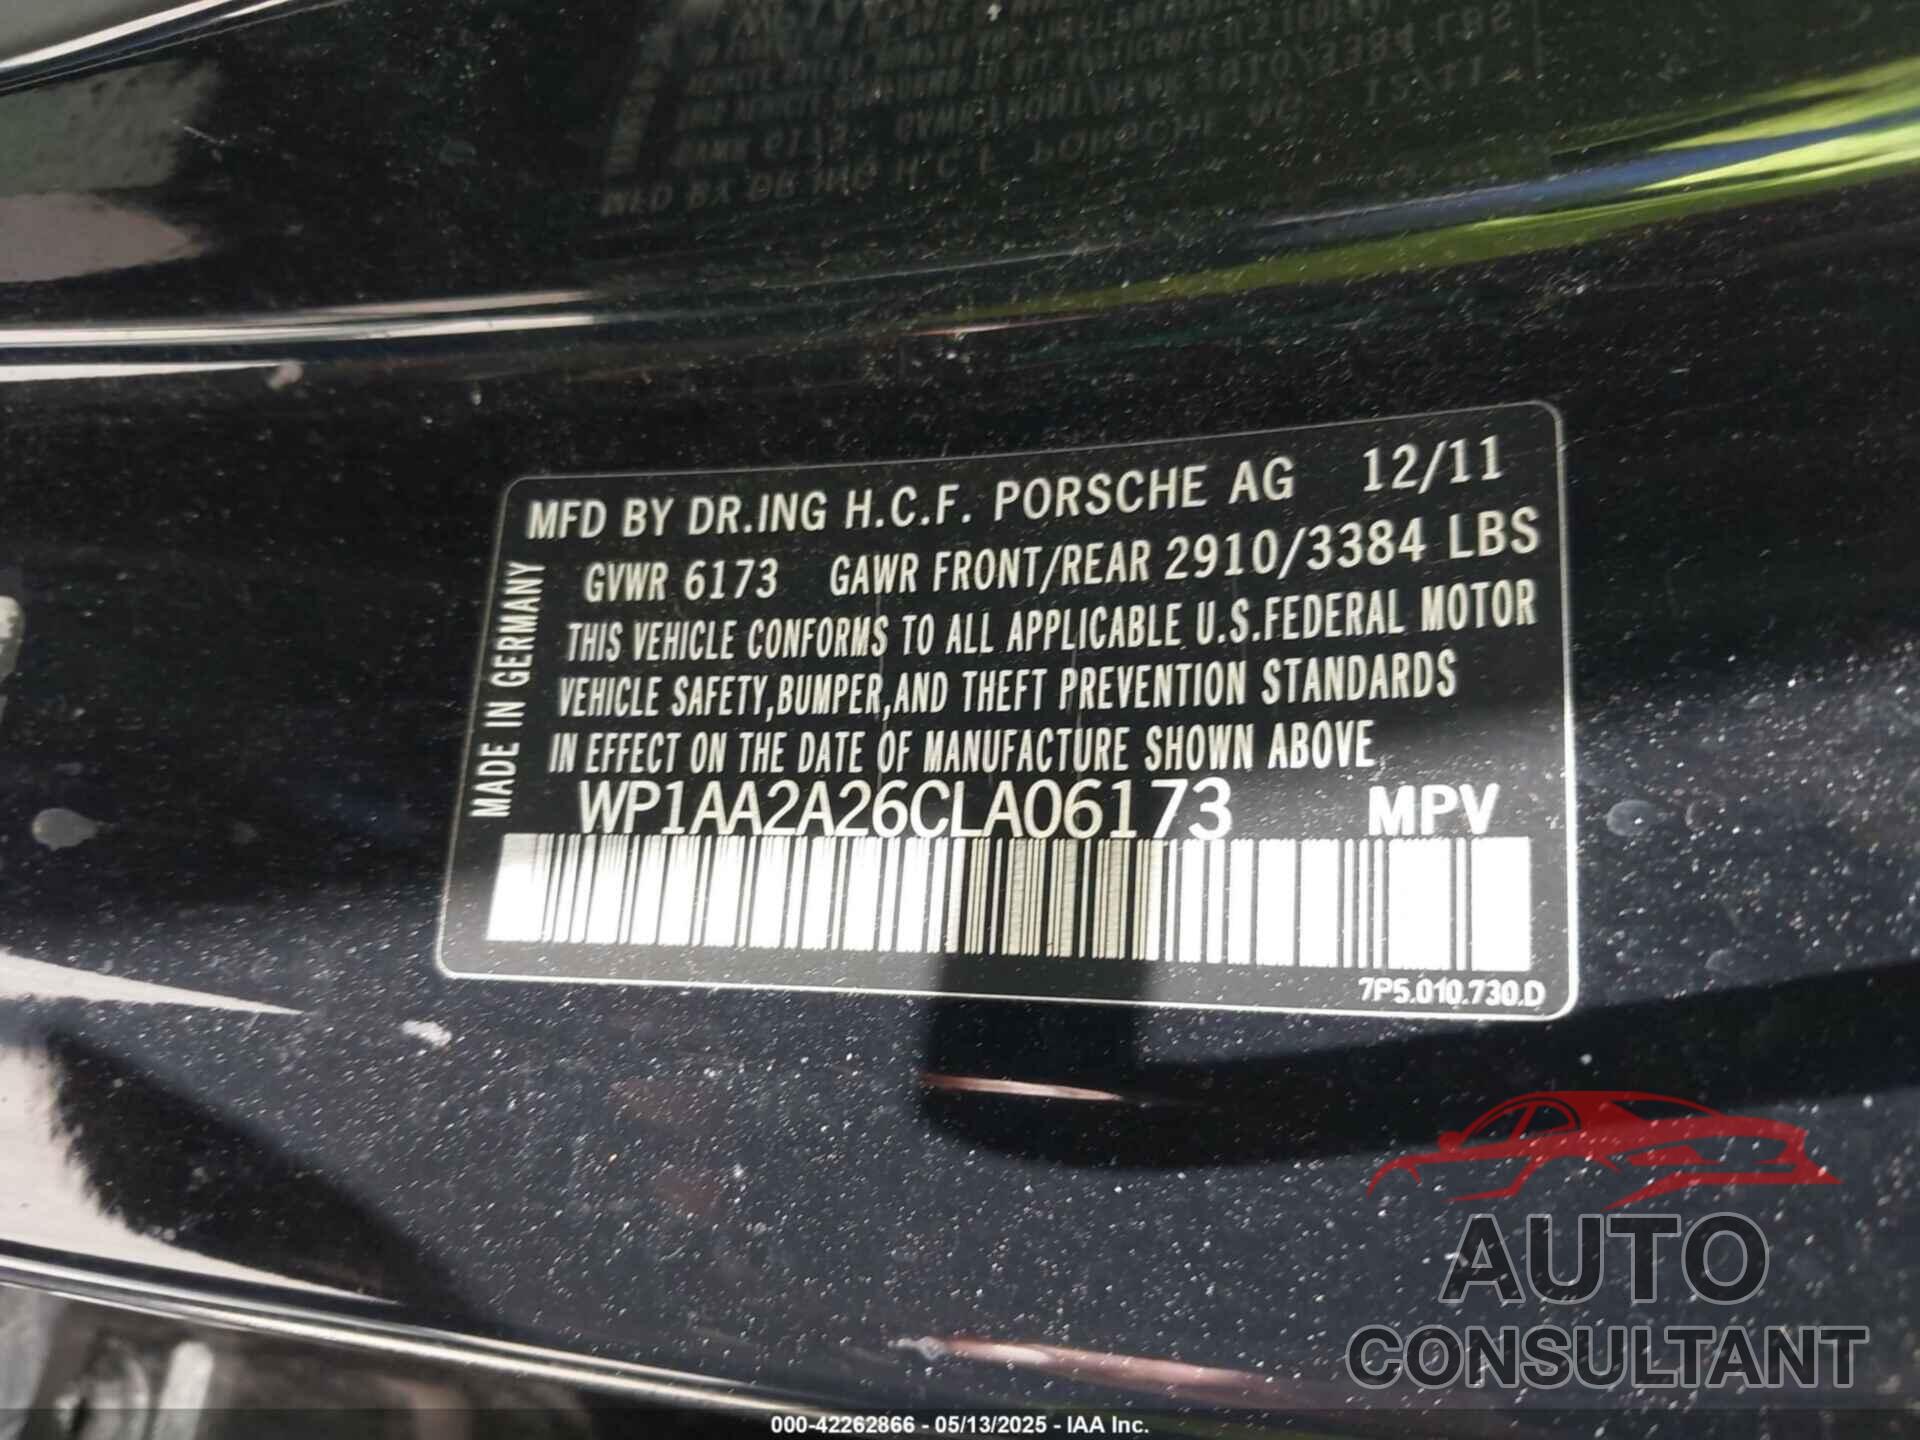 MFD BY DR.ING H.C.F. PORSCHE AG 12/11
GVWR 6173 GAWR FRONT/REAR 2910/3384 LBS
THIS VEHICLE CONFORMS TO ALL APPLICABLE U.S.FEDERAL MOTOR
VEHICLE SAFETY,BUMPER,AND THEFT PREVENTION STANDARDS
IN EFFECT ON THE DATE OF MANUFACTURE SHOWN ABOVE
WP1AA2A26CLA06173 MPV
7P5.010.730.D
MADE IN GERMANY
AUTO
CONSULTANT
000-42262866 - 05/13/2025 - IAA Inc.